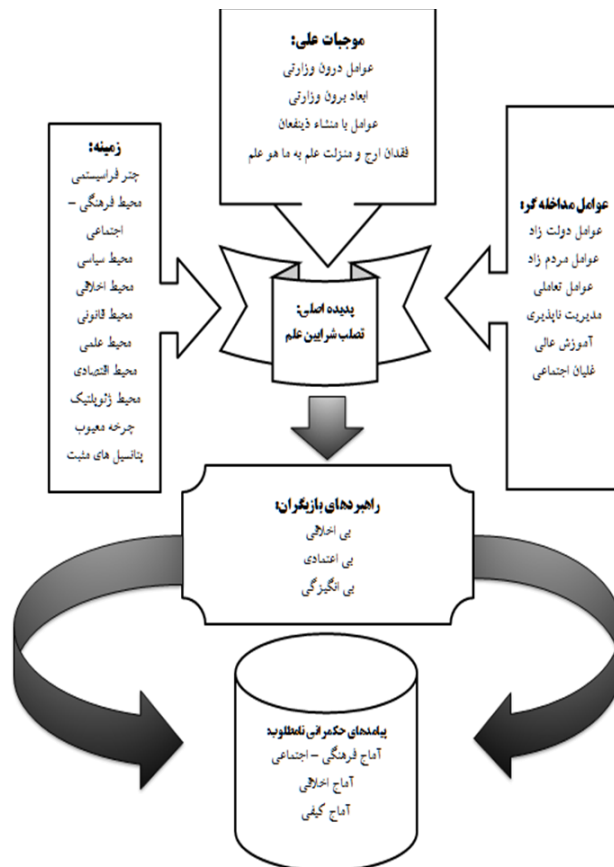 موجبات علی:
عوامل درون وزارتی
ابعاد برون وزارتی
عوامل با منشاء ذینفعان
فقدان ارج و منزلت علم به ما هو علم
عوامل مداخله گر:
عوامل دولت زاد
عوامل مردم زاد
عوامل تعاملی
مدیریت ناپذیری
آموزش عالی
غلیان اجتماعی
زمینه:
چتر فراسیستمی
محیط فرهنگی –
اجتماعی
محیط سیاسی
محیط اخلاقی
محیط قانونی
محیط علمی
محیط اقتصادی
محیط ژئوپلتیک
چرخه معیوب
پتانسیل های مثبت
پدیده اصلی:
تصلب شرایین علم
راهبردهای بازیگران:
بی اخلاقی
بی اعتمادی
بی انگیزگی
پیامدهای حکمرانی نامطلوب:
آماج فرهنگی – اجتماعی
آماج اخلاقی
آماج کیفی